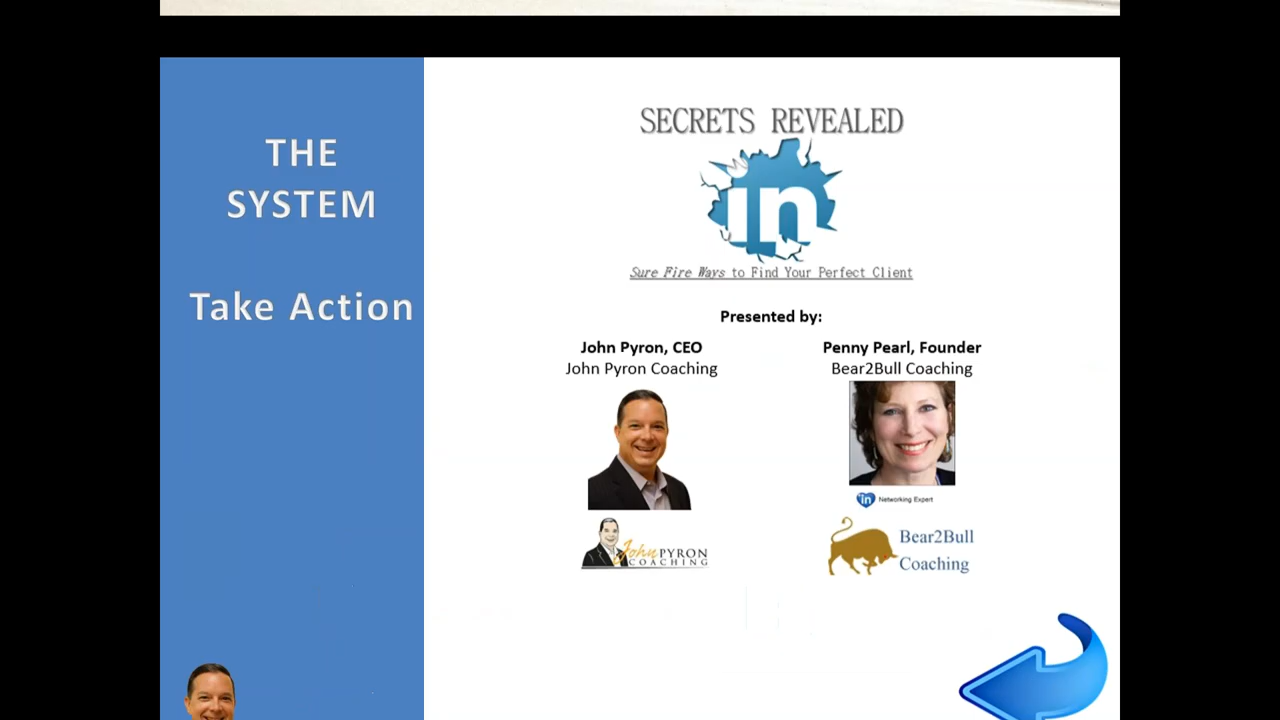 THE
SYSTEM
Take Action
SECRETS REVEALED
in
Sure Fire Ways to Find Your Perfect Client
Presented by:
John Pyron, CEO
John Pyron Coaching
Penny Pearl, Founder
Bear2Bull Coaching
in Networking Expert
John PYRON
COACHING
Bear2Bull
Coaching